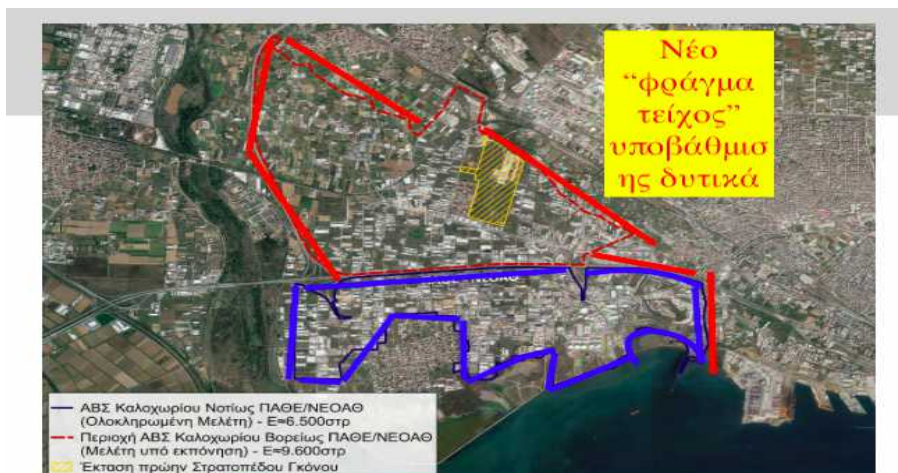 Νέο
“φράγμα
τείχος”
υποβάθμισ
ης δυτικά
ΑΒΣ Καλοχωρίου Νοτίως ΠΑΘΕ/ΝΕΟΑΘ
(Ολοκληρωμένη Μελέτη) - Ε≈6.500στρ
Περιοχή ΑΒΣ Καλοχωρίου Βορείως ΠΑΘΕ/ΝΕΟΑΘ
(Μελέτη υπό εκπόνηση) - Ε≈9.600στρ
Έκταση πρώην Στρατοπέδου Γκόνου